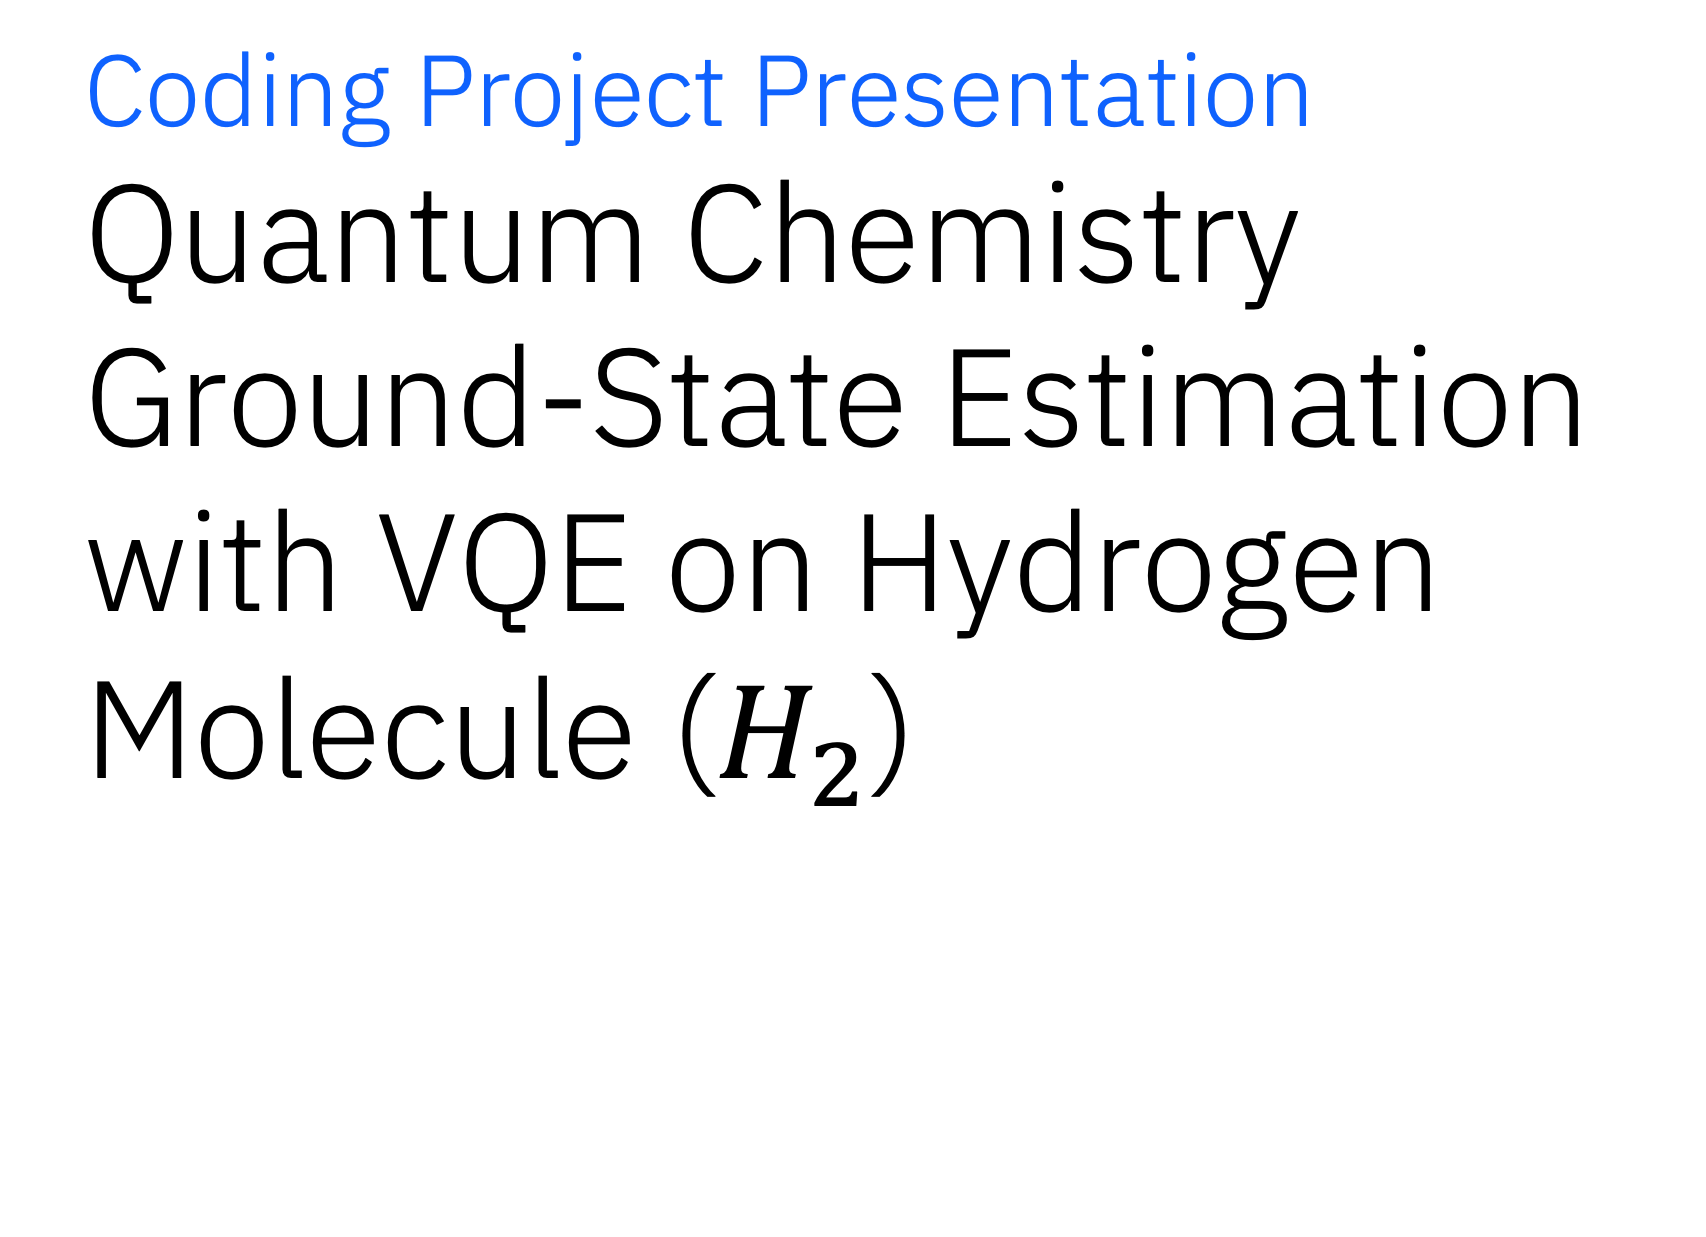 Coding Project Presentation
Quantum Chemistry
Ground-State Estimation
with VQE on Hydrogen
Molecule (𝑯₂)